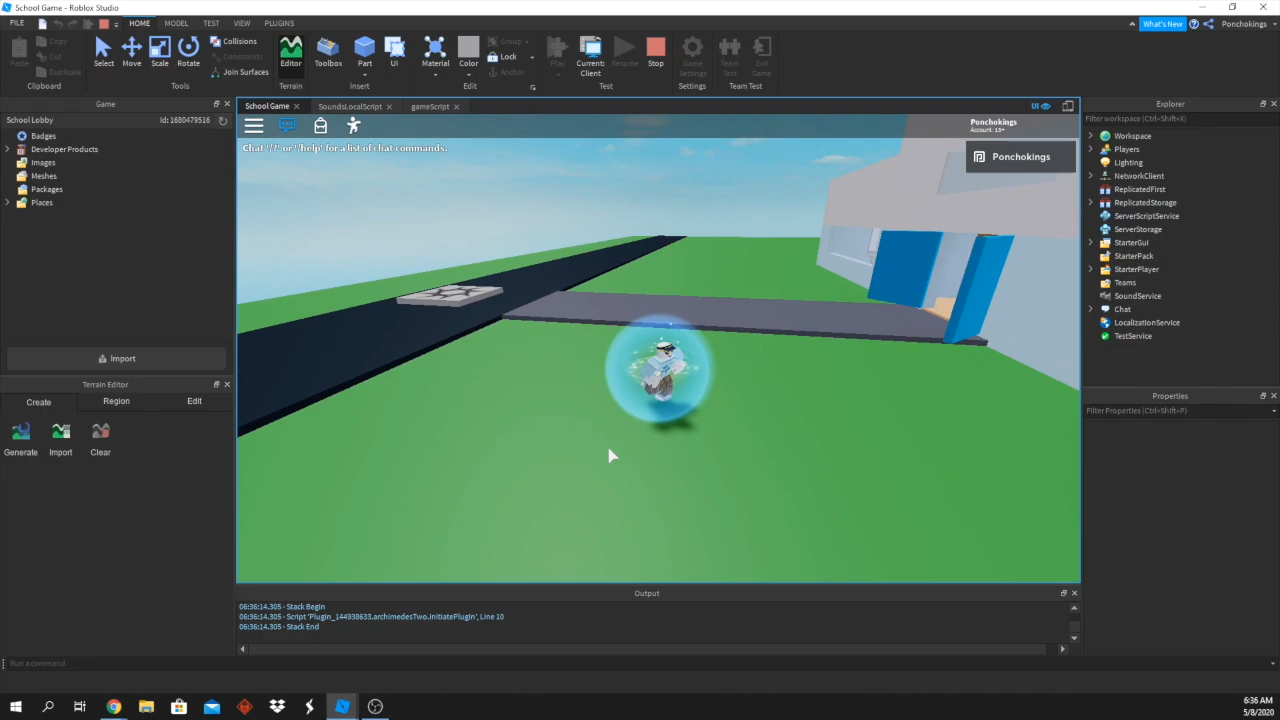 School Game - Roblox Studio
FILE HOME MODEL TEST VIEW PLUGINS What's New Ponchokings
Paste Copy Cut Duplicate Select Move Scale Rotate Collisions Constraints Join Surfaces Editor Toolbox Part UI Material Color Group Lock Anchor Play Current: Client Resume Stop Game Settings Team Test Exit Game
Clipboard Tools Terrain Insert Edit Test Settings Team Test
Game
School Lobby Id: 1680479516
Badges
Developer Products
Images
Meshes
Packages
Places
Import
Terrain Editor
Create Region Edit
Generate Import Clear
School Game SoundsLocalScript gameScript UI
Ponchokings
Account: 13+
Chat '/?' or '/help' for a list of chat commands.
Ponchokings
Output
06:36:14.305 - Stack Begin
06:36:14.305 - Script 'Plugin_144938633.archimedesTwo.initiatePlugin', Line 10
06:36:14.305 - Stack End
Explorer
Filter workspace (Ctrl+Shift+X)
Workspace
Players
Lighting
NetworkClient
ReplicatedFirst
ReplicatedStorage
ServerScriptService
ServerStorage
StarterGui
StarterPack
StarterPlayer
Teams
SoundService
Chat
LocalizationService
TestService
Properties
Filter Properties (Ctrl+Shift+P)
Run a command
6:36 AM
5/8/2020